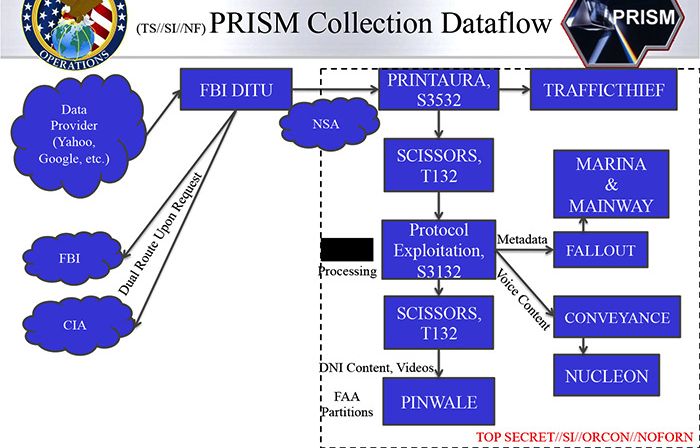 OPERATIONS
(TS//SI//NF) PRISM Collection Dataflow
PRISM
Data
Provider
(Yahoo,
Google, etc.)
FBI DITU
NSA
PRINTAURA,
S3532
TRAFFICTHIEF
SCISSORS,
T132
MARINA
&
MAINWAY
Dual Route Upon Request
FBI
CIA
Processing
Protocol
Exploitation,
S3132
Metadata
FALLOUT
Voice Content
SCISSORS,
T132
CONVEYANCE
NUCLEON
DNI Content, Videos
FAA
Partitions
PINWALE
TOP SECRET//SI//ORCON//NOFORN